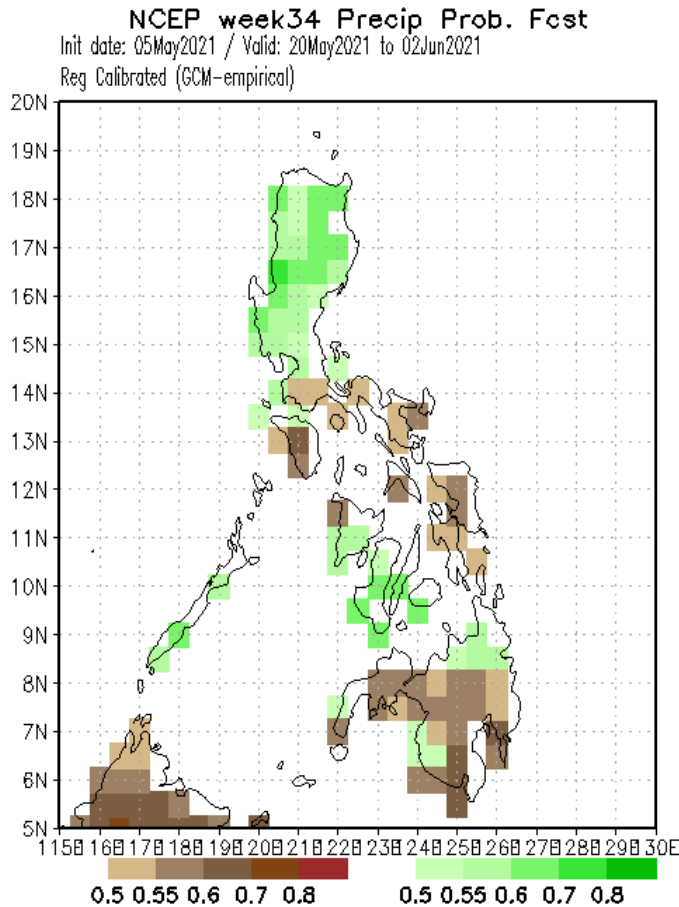 NCEP week34 Precip Prob. Fcst
Init date: 05May2021 / Valid: 20May2021 to 02Jun2021
Reg Calibrated (GCM-empirical)
20N
19N
18N
17N
16N
15N
14N
13N
12N
11N
10N
9N
8N
7N
6N
5N
115E 116E 117E 118E 119E 120E 121E 122E 123E 124E 125E 126E 127E 128E 129E 130E
0.5 0.55 0.6 0.7 0.8 0.5 0.55 0.6 0.7 0.8